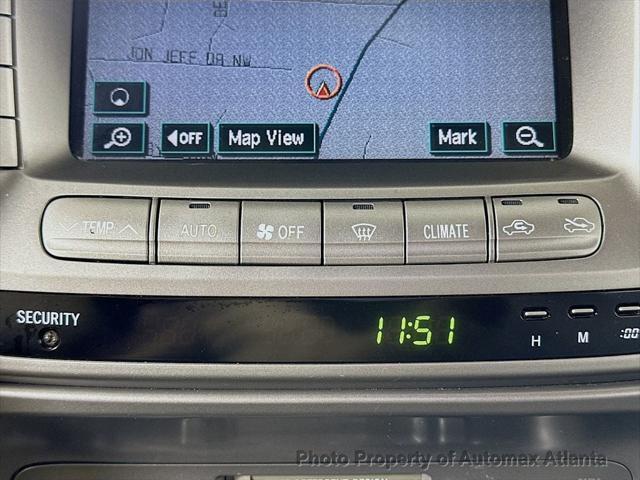 BE
JON JEFF DR NW
OFF Map View Mark
TEMP AUTO OFF CLIMATE
SECURITY 11:51 H M :00
Photo Property of Automax Atlanta